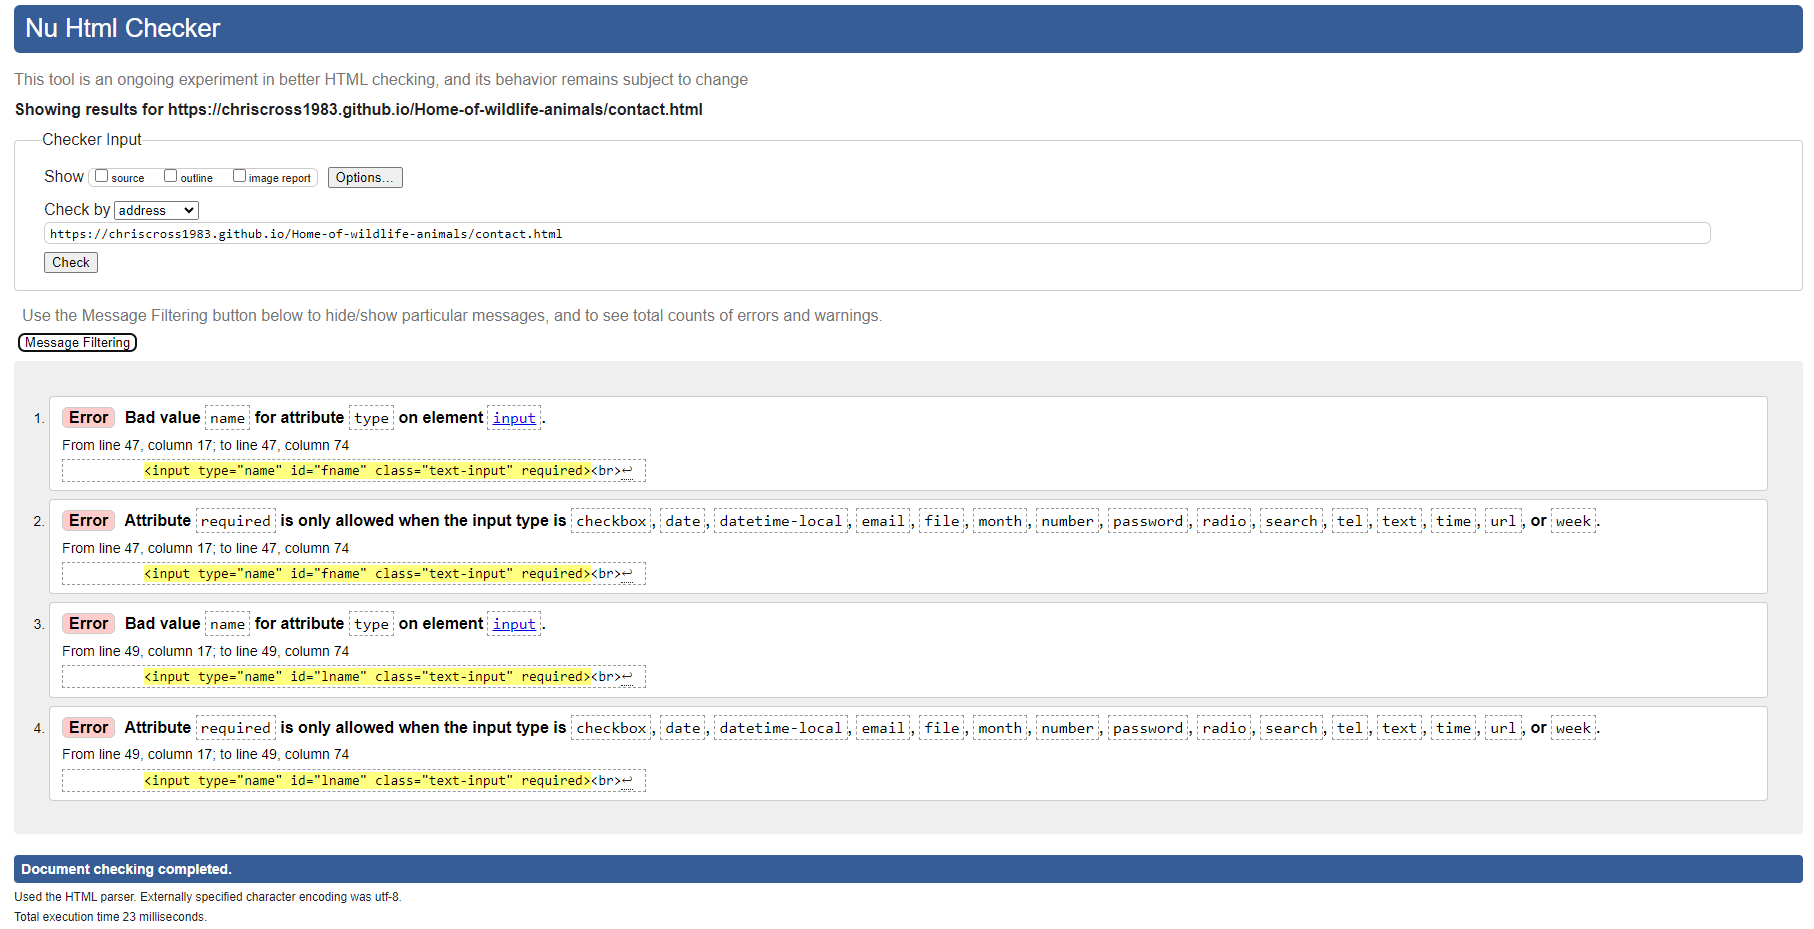 Nu Html Checker
This tool is an ongoing experiment in better HTML checking, and its behavior remains subject to change
Showing results for https://chriscross1983.github.io/Home-of-wildlife-animals/contact.html
Checker Input
Show source outline image report Options...
Check by address
https://chriscross1983.github.io/Home-of-wildlife-animals/contact.html
Check
Use the Message Filtering button below to hide/show particular messages, and to see total counts of errors and warnings.
Message Filtering
1. Error Bad value name for attribute type on element input.
From line 47, column 17; to line 47, column 74
<input type="name" id="fname" class="text-input" required><br>↩
2. Error Attribute required is only allowed when the input type is checkbox, date, datetime-local, email, file, month, number, password, radio, search, tel, text, time, url, or week.
From line 47, column 17; to line 47, column 74
<input type="name" id="fname" class="text-input" required><br>↩
3. Error Bad value name for attribute type on element input.
From line 49, column 17; to line 49, column 74
<input type="name" id="lname" class="text-input" required><br>↩
4. Error Attribute required is only allowed when the input type is checkbox, date, datetime-local, email, file, month, number, password, radio, search, tel, text, time, url, or week.
From line 49, column 17; to line 49, column 74
<input type="name" id="lname" class="text-input" required><br>↩
Document checking completed.
Used the HTML parser. Externally specified character encoding was utf-8.
Total execution time 23 milliseconds.